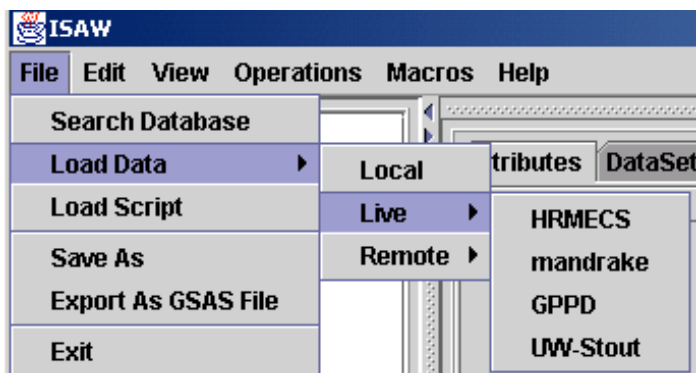 ISAW
File Edit View Operations Macros Help
Search Database
Load Data
Load Script
Save As
Export As GSAS File
Exit
Local
Live
Remote
tributes DataSet
HRMECS
mandrake
GPPD
UW-Stout